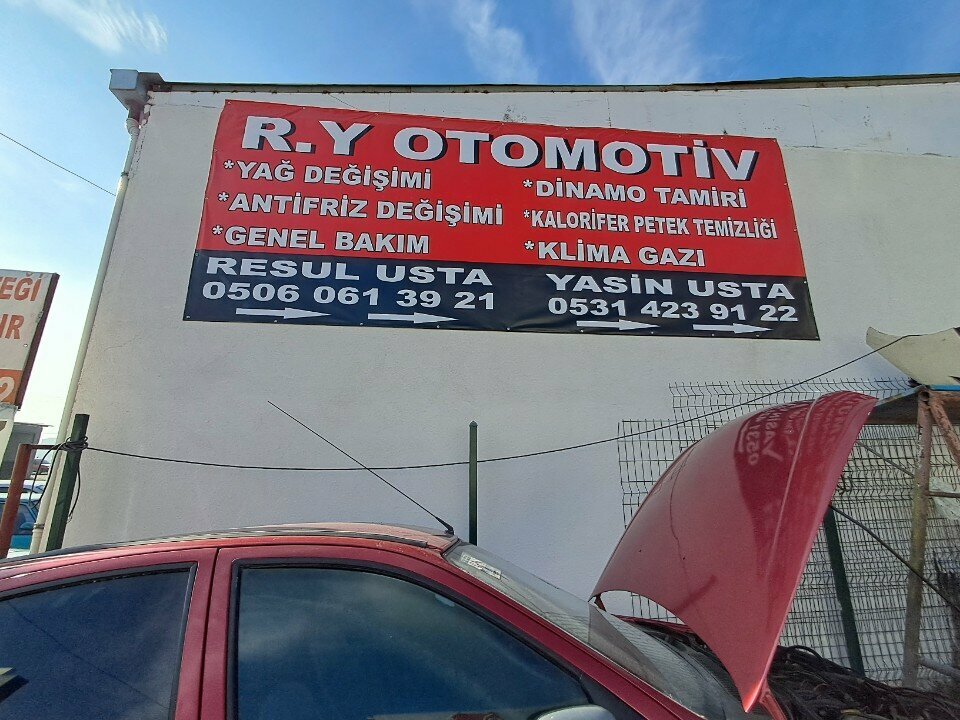 R.Y OTOMOTİV
*YAĞ DEĞİŞİMİ
*ANTİFRİZ DEĞİŞİMİ
*GENEL BAKIM
*DİNAMO TAMİRİ
*KALORİFER PETEK TEMİZLİĞİ
*KLİMA GAZI
RESUL USTA
0506 061 39 21
YASİN USTA
0531 423 91 22